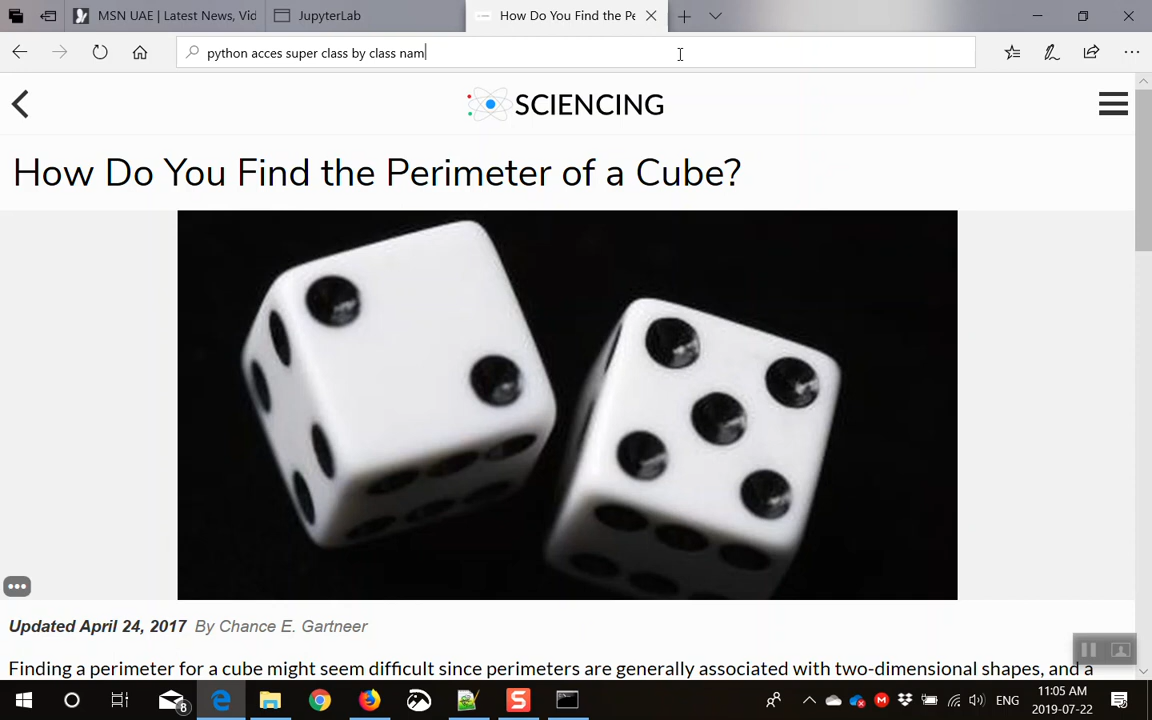 MSN UAE | Latest News, Vid
JupyterLab
How Do You Find the Pe
python acces super class by class nam
SCIENCING
How Do You Find the Perimeter of a Cube?
Updated April 24, 2017 By Chance E. Gartneer
Finding a perimeter for a cube might seem difficult since perimeters are generally associated with two-dimensional shapes, and a
8
ENG
11:05 AM
2019-07-22